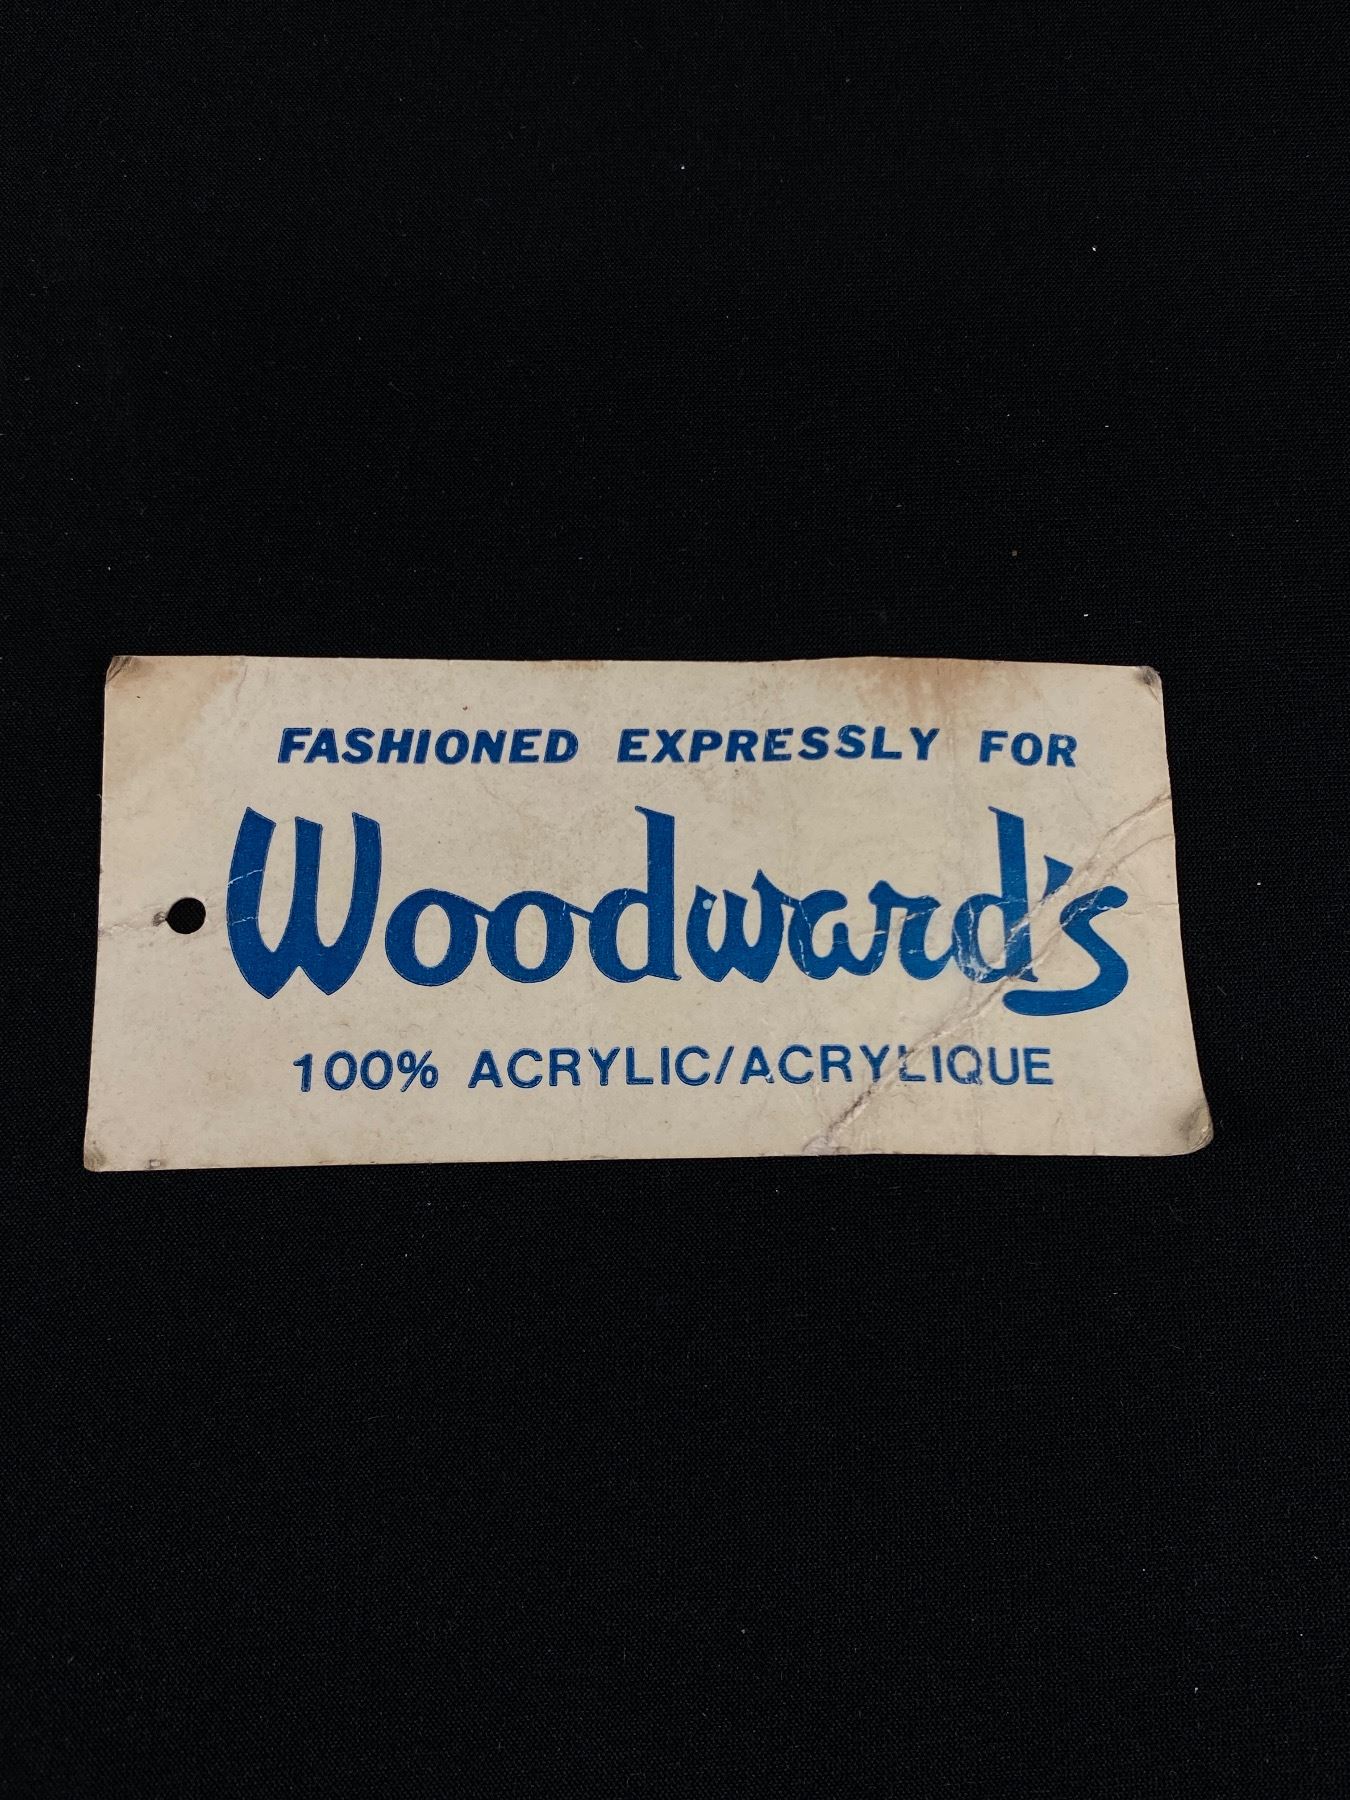 FASHIONED EXPRESSLY FOR
Woodward's
100% ACRYLIC/ACRYLIQUE